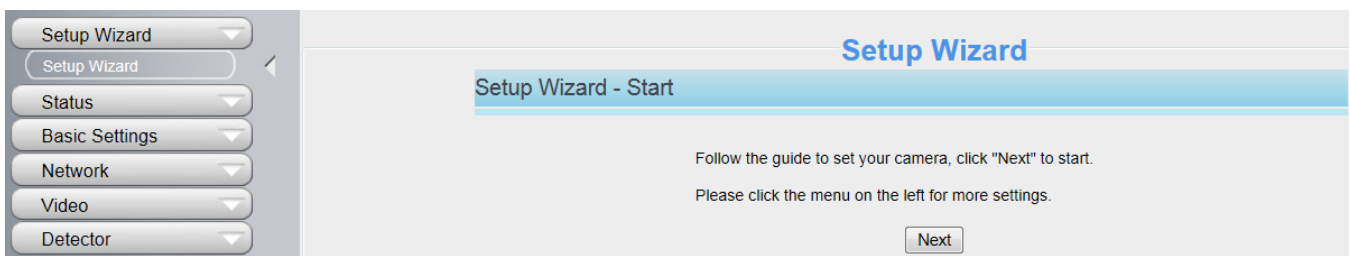 Setup Wizard
Setup Wizard
Status
Basic Settings
Network
Video
Detector
Setup Wizard
Setup Wizard - Start
Follow the guide to set your camera, click "Next" to start.
Please click the menu on the left for more settings.
Next